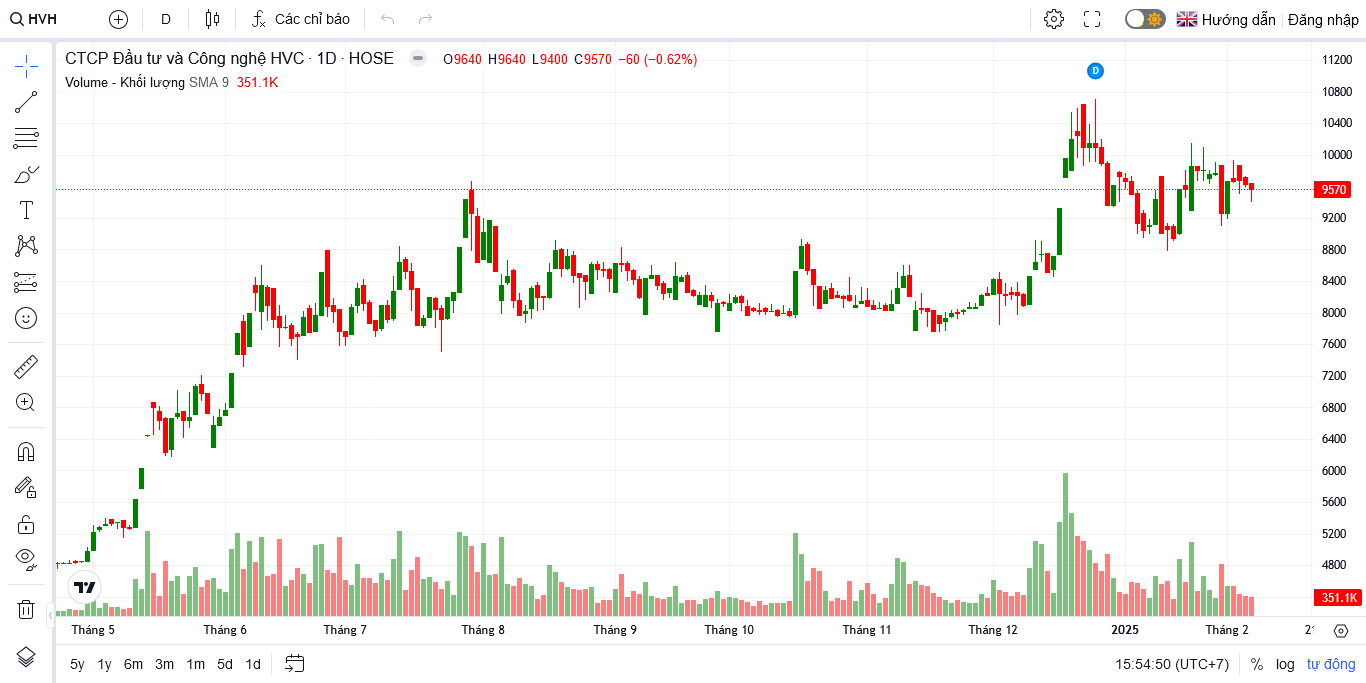 HVH
D
Các chỉ báo
Hướng dẫn
Đăng nhập
CTCP Đầu tư và Công nghệ HVC · 1D · HOSE
O9640 H9640 L9400 C9570 −60 (−0.62%)
Volume - Khối lượng SMA 9 351.1K
D
11200
10800
10400
10000
9570
9200
8800
8400
8000
7600
7200
6800
6400
6000
5600
5200
4800
351.1K
Tháng 5 Tháng 6 Tháng 7 Tháng 8 Tháng 9 Tháng 10 Tháng 11 Tháng 12 2025 Tháng 2
5y 1y 6m 3m 1m 5d 1d
15:54:50 (UTC+7) % log tự động